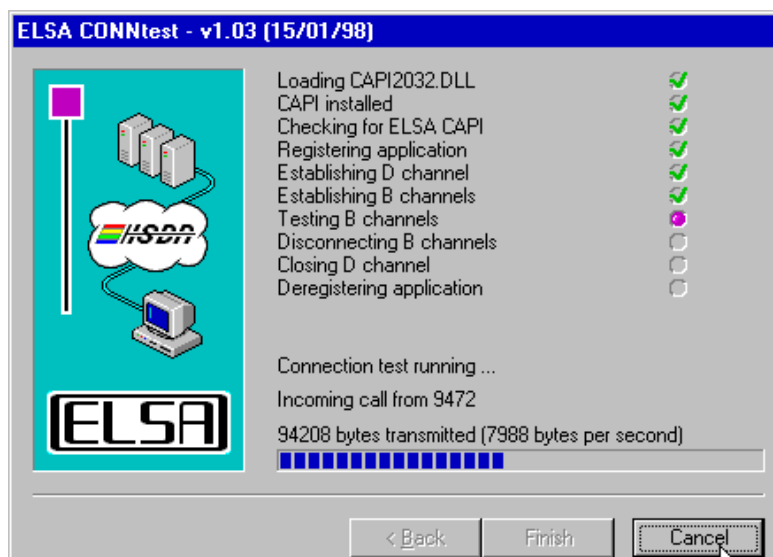 ELSA CONNtest - v1.03 (15/01/98)
Loading CAPI2032.DLL
CAPI installed
Checking for ELSA CAPI
Registering application
Establishing D channel
Establishing B channels
Testing B channels
Disconnecting B channels
Closing D channel
Deregistering application
ISDN
ELSA
Connection test running ...
Incoming call from 9472
94208 bytes transmitted (7988 bytes per second)
< Back
Finish
Cancel